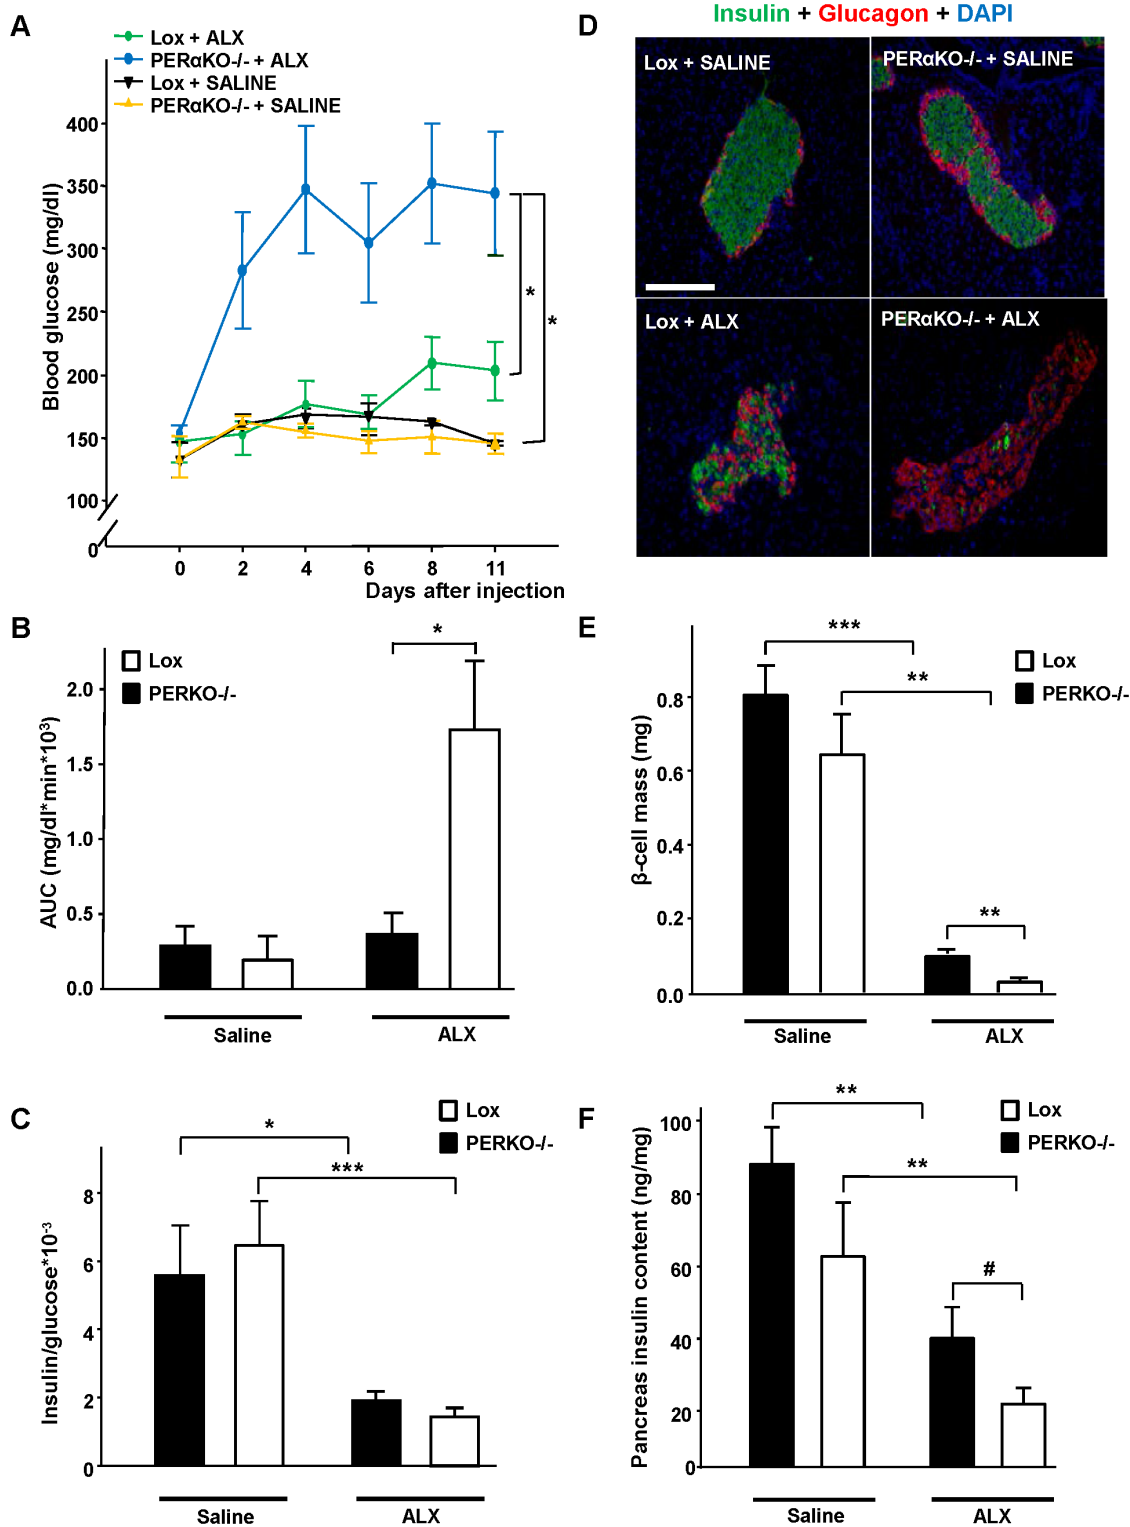 A
Lox + ALX
PERαKO-/- + ALX
Lox + SALINE
PERαKO-/- + SALINE
Blood glucose (mg/dl)
400
350
300
250
200
150
100
0
*
*
0 2 4 6 8 11
Days after injection
D
Insulin + Glucagon + DAPI
Lox + SALINE
PERαKO-/- + SALINE
Lox + ALX
PERαKO-/- + ALX
B
Lox
PERKO-/-
*
AUC (mg/dl*min*10³)
2.0
1.5
1.0
0.5
0.0
Saline
ALX
E
***
**
**
Lox
PERKO-/-
β-cell mass (mg)
0.8
0.6
0.4
0.2
0.0
Saline
ALX
C
Lox
PERKO-/-
*
***
Insulin/glucose*10⁻³
8
6
4
2
0
Saline
ALX
F
**
**
#
Lox
PERKO-/-
Pancreas insulin content (ng/mg)
100
80
60
40
20
0
Saline
ALX